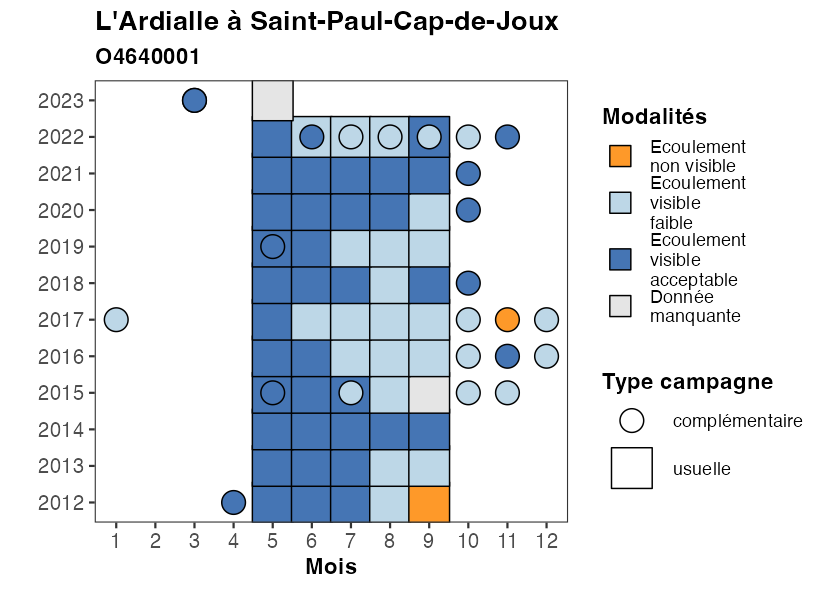 L'Ardialle à Saint-Paul-Cap-de-Joux
O4640001
2023
2022
2021
2020
2019
2018
2017
2016
2015
2014
2013
2012
1 2 3 4 5 6 7 8 9 10 11 12
Mois
Modalités
Ecoulement
non visible
Ecoulement
visible
faible
Ecoulement
visible
acceptable
Donnée
manquante
Type campagne
complémentaire
usuelle